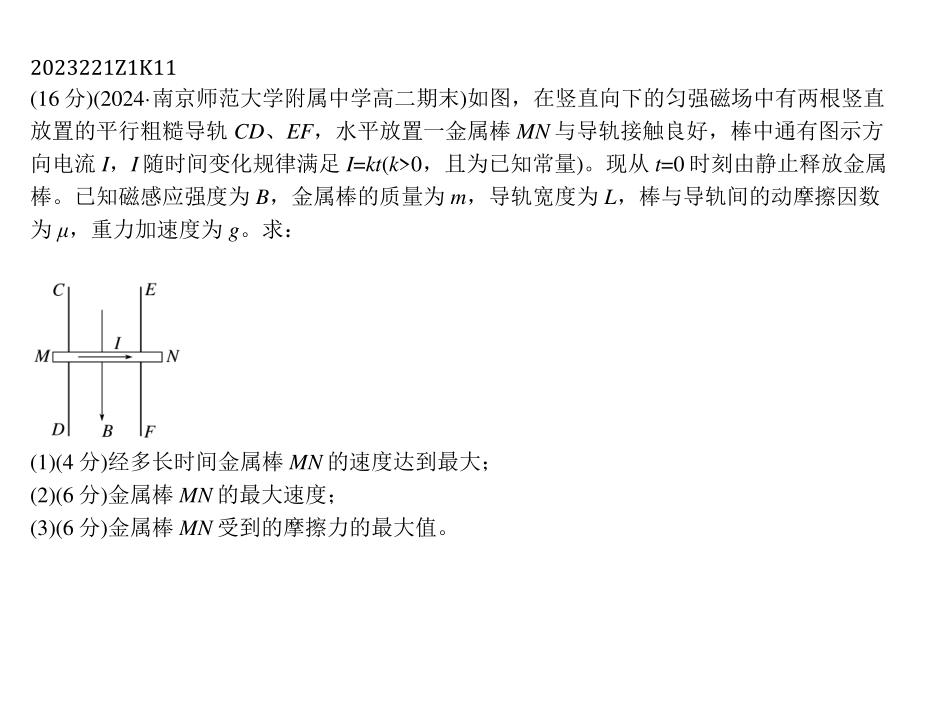 2023221Z1K11
(16 分)(2024·南京师范大学附属中学高二期末)如图，在竖直向下的匀强磁场中有两根竖直
放置的平行粗糙导轨 CD、EF，水平放置一金属棒 MN 与导轨接触良好，棒中通有图示方
向电流 I，I 随时间变化规律满足 I=kt(k>0，且为已知常量)。现从 t=0 时刻由静止释放金属
棒。已知磁感应强度为 B，金属棒的质量为 m，导轨宽度为 L，棒与导轨间的动摩擦因数
为 μ，重力加速度为 g。求：
C E
I
M N
D B F
(1)(4 分)经多长时间金属棒 MN 的速度达到最大；
(2)(6 分)金属棒 MN 的最大速度；
(3)(6 分)金属棒 MN 受到的摩擦力的最大值。